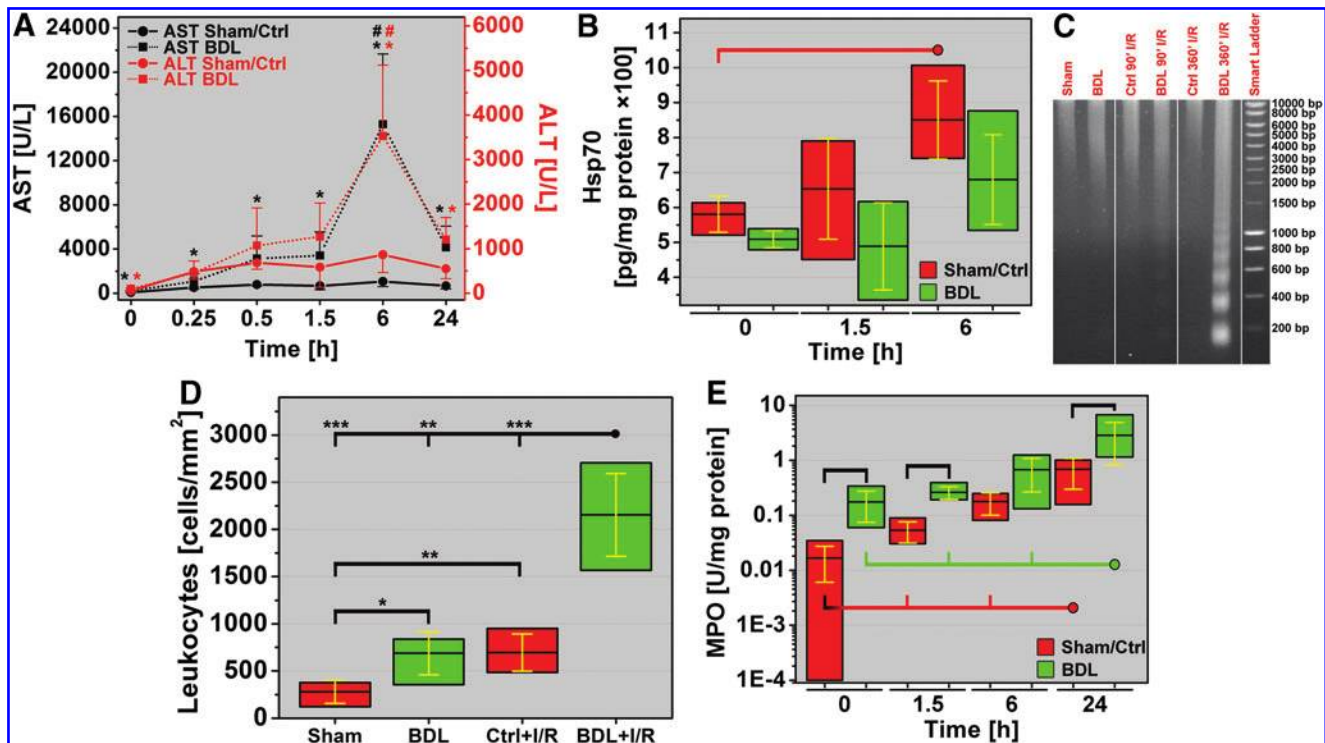 A
AST Sham/Ctrl
AST BDL
ALT Sham/Ctrl
ALT BDL
# #
* *
* *
*
*
*
* *
24000
22000
16000
12000
8000
4000
0
AST [U/L]
6000
5000
4000
3000
2000
1000
0
ALT [U/L]
0 0.25 0.5 1.5 6 24
Time [h]
B
11
10
9
8
7
6
5
4
Hsp70
[pg/mg protein ×100]
Sham/Ctrl
BDL
0 1.5 6
Time [h]
C
Sham
BDL
Ctrl 90' I/R
BDL 90' I/R
Ctrl 360' I/R
BDL 360' I/R
Smart Ladder
10000 bp
8000 bp
6000 bp
5000 bp
4000 bp
3000 bp
2500 bp
2000 bp
1500 bp
1000 bp
800 bp
600 bp
400 bp
200 bp
D
Leukocytes [cells/mm²]
3000
2500
2000
1500
1000
500
0
*** ** ***
**
*
Sham BDL Ctrl+I/R BDL+I/R
E
MPO [U/mg protein]
10
1
0.1
0.01
1E-3
1E-4
Sham/Ctrl
BDL
0 1.5 6 24
Time [h]